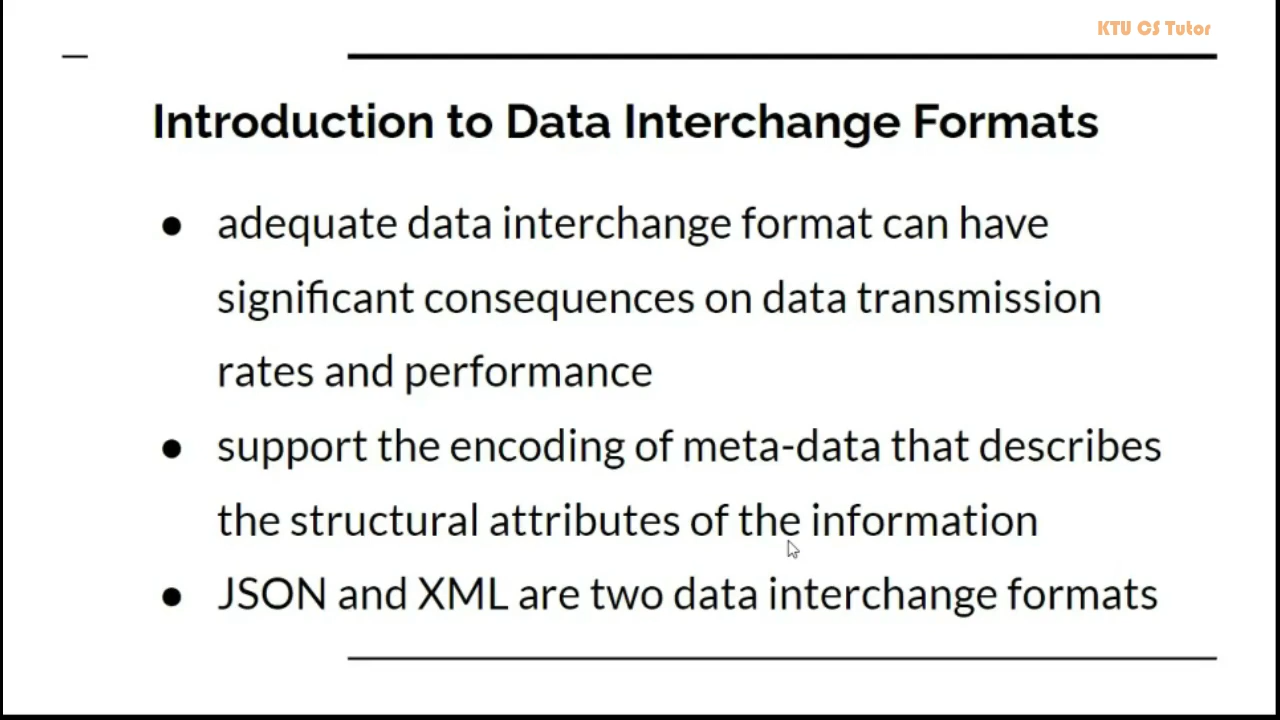 KTU CS Tutor
Introduction to Data Interchange Formats
● adequate data interchange format can have
significant consequences on data transmission
rates and performance
● support the encoding of meta-data that describes
the structural attributes of the information
● JSON and XML are two data interchange formats